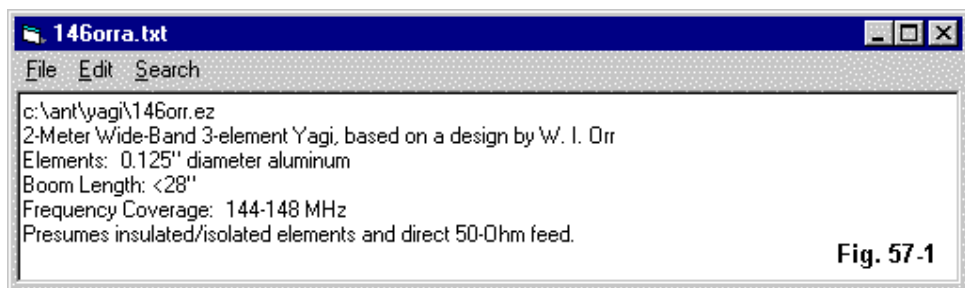 146orra.txt
File Edit Search
c:\ant\yagi\146orr.ez
2-Meter Wide-Band 3-element Yagi, based on a design by W. I. Orr
Elements:  0.125" diameter aluminum
Boom Length: <28"
Frequency Coverage:  144-148 MHz
Presumes insulated/isolated elements and direct 50-Ohm feed.
Fig. 57-1